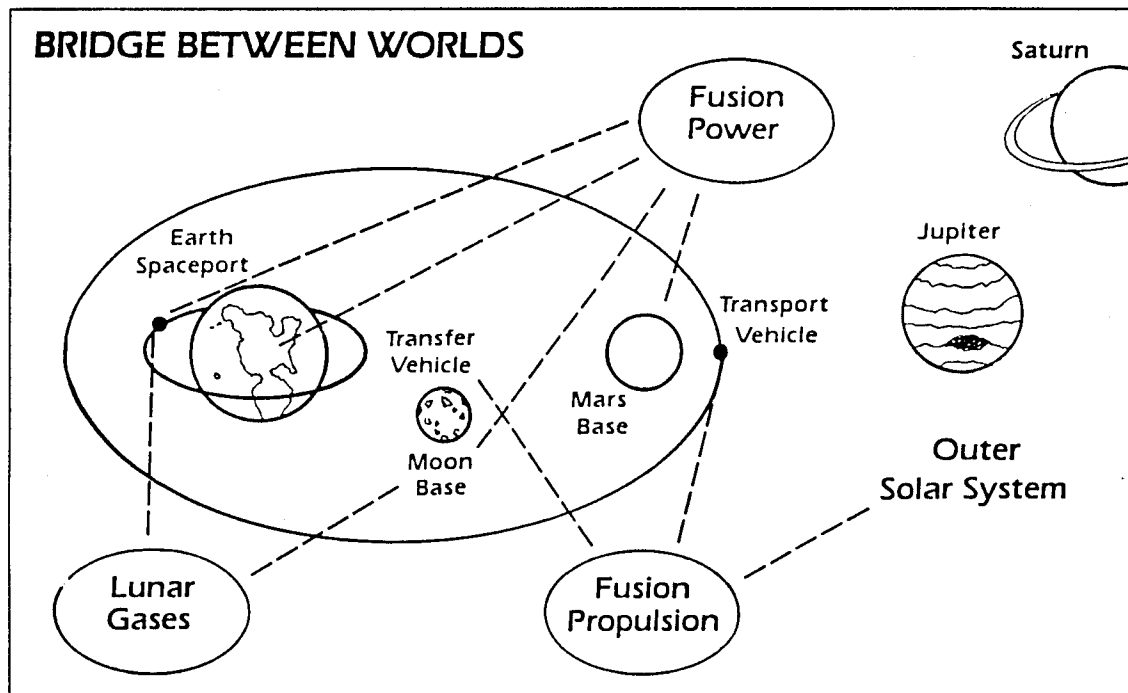 BRIDGE BETWEEN WORLDS
Saturn
Fusion
Power
Earth
Spaceport
Jupiter
Transfer
Vehicle
Transport
Vehicle
Mars
Base
Moon
Base
Outer
Solar System
Lunar
Gases
Fusion
Propulsion